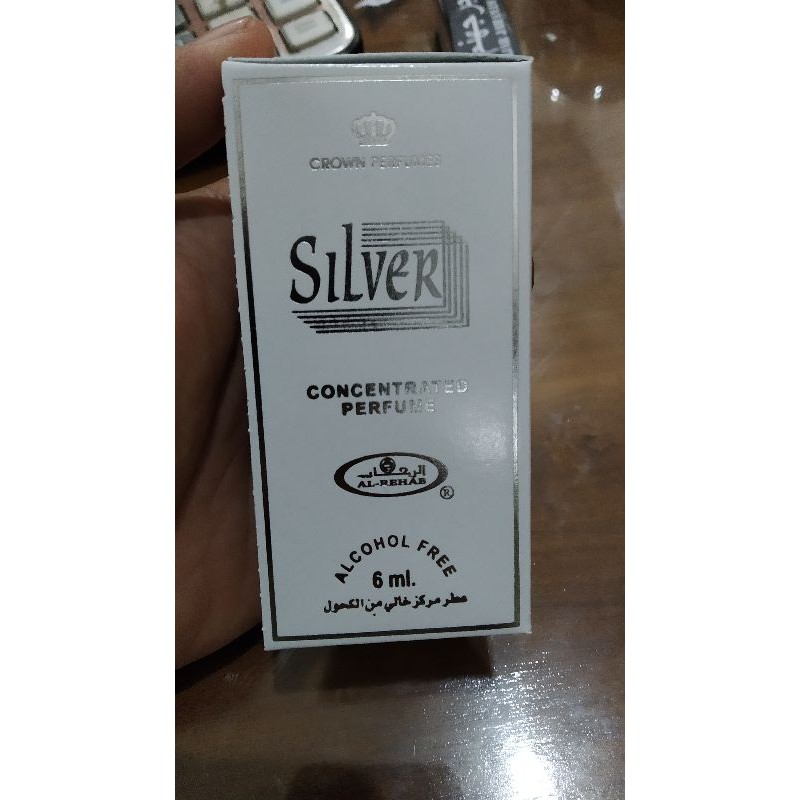 CROWN PERFUMES
SILVER
CONCENTRATED
PERFUME
الرحاب
AL-REHAB
®
ALCOHOL FREE
6 ml.
عطر مركز خالي من الكحول